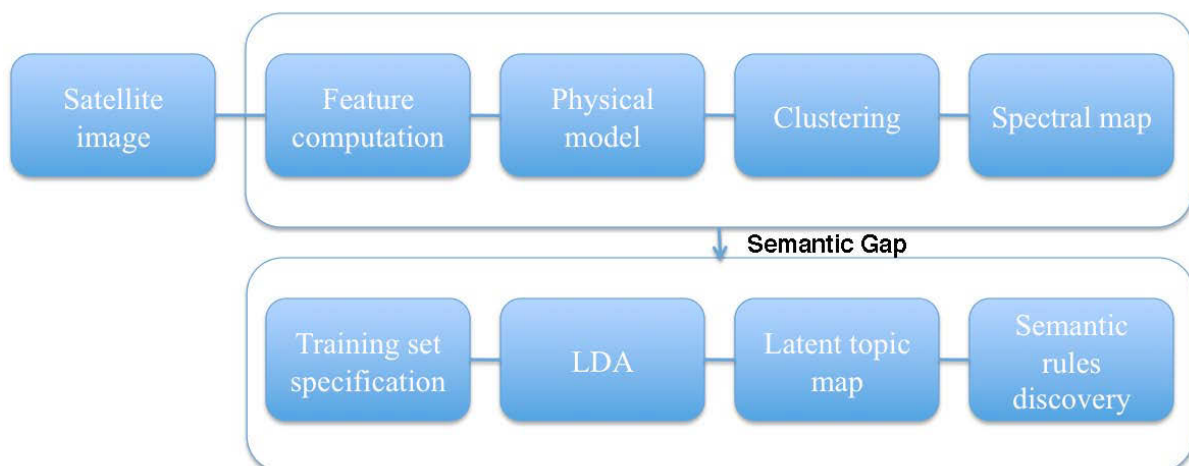 Satellite
image
Feature
computation
Physical
model
Clustering
Spectral map
Semantic Gap
Training set
specification
LDA
Latent topic
map
Semantic
rules
discovery